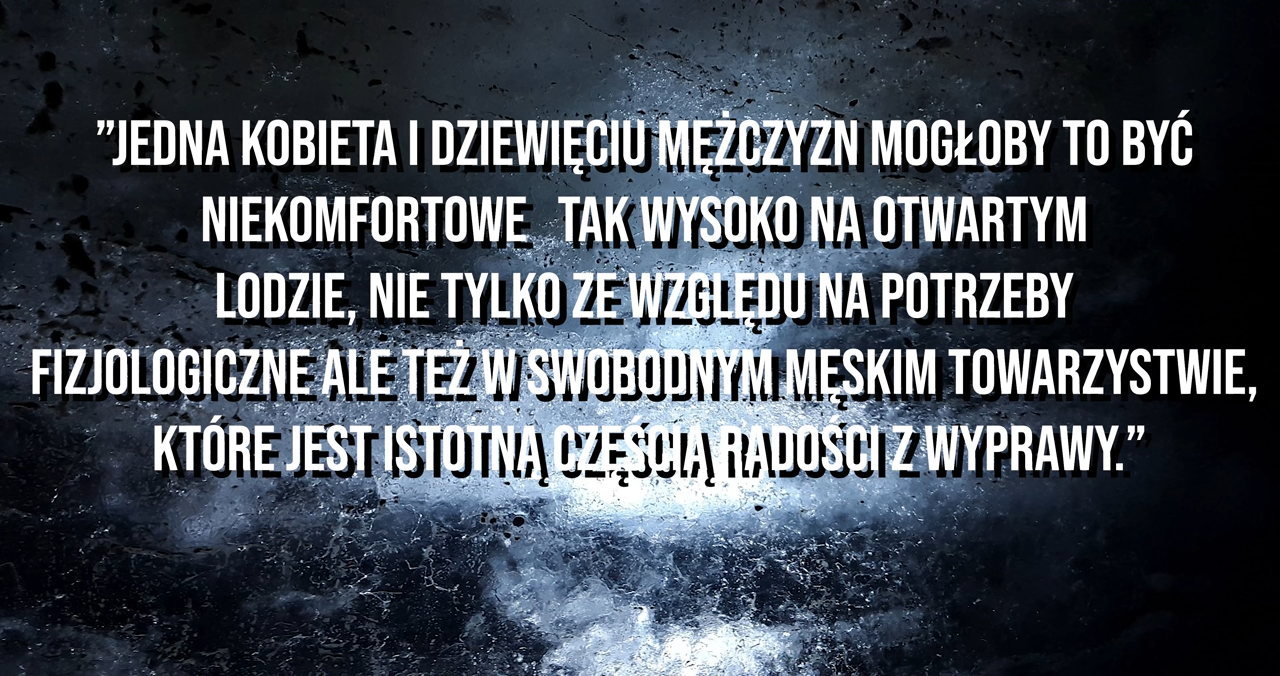 ”JEDNA KOBIETA I DZIEWIĘCIU MĘŻCZYZN MOGŁOBY TO BYĆ
NIEKOMFORTOWE TAK WYSOKO NA OTWARTYM
LODZIE, NIE TYLKO ZE WZGLĘDU NA POTRZEBY
FIZJOLOGICZNE ALE TEŻ W SWOBODNYM MĘSKIM TOWARZYSTWIE,
KTÓRE JEST ISTOTNĄ CZĘŚCIĄ RADOŚCI Z WYPRAWY.”